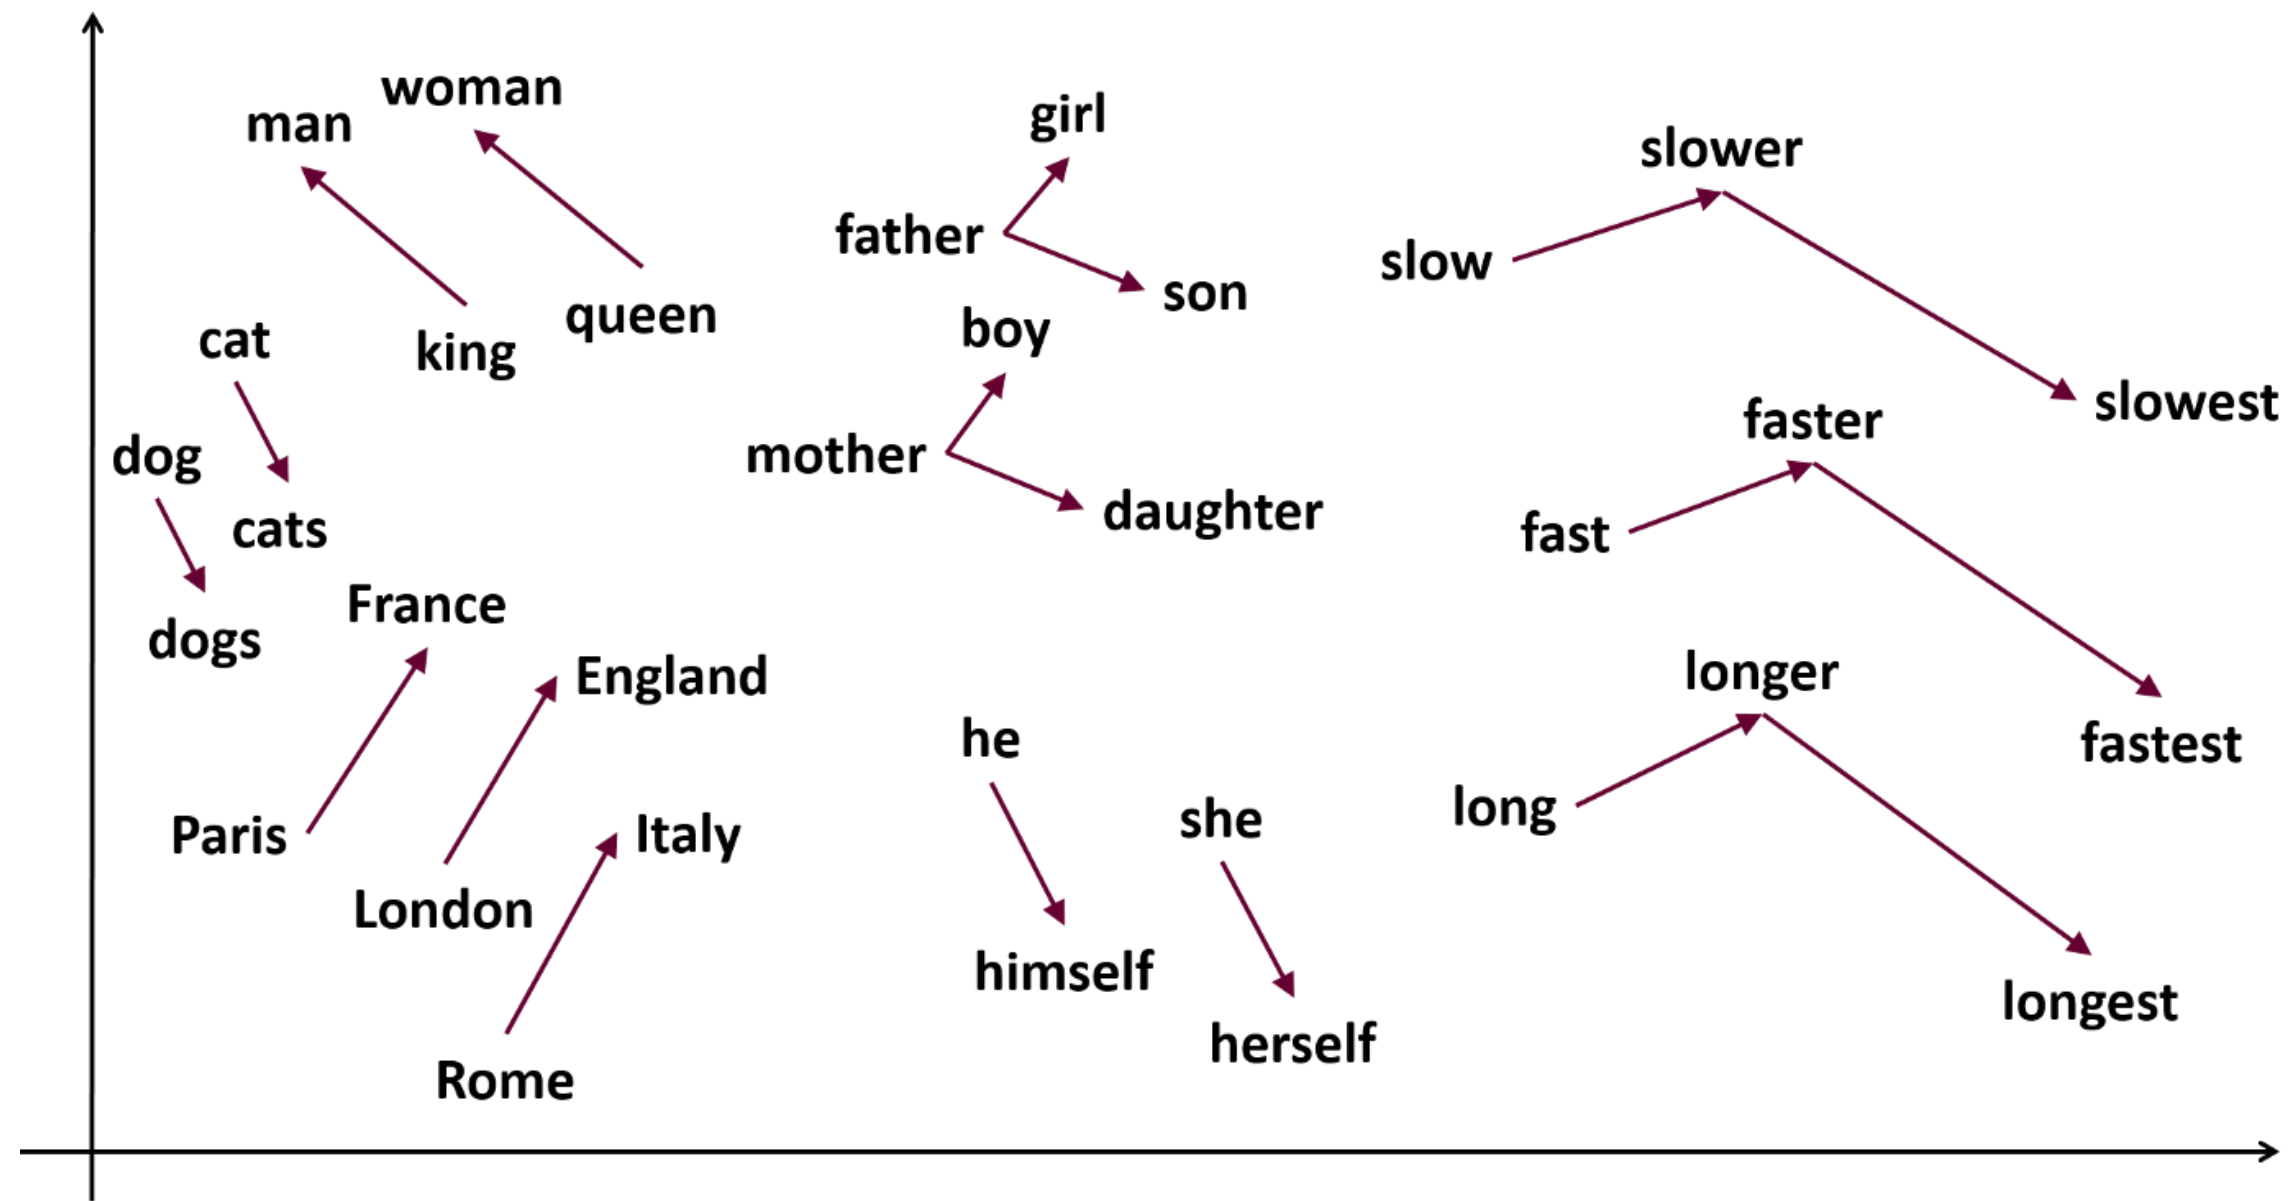 woman
man
girl
slower
father
slow
son
queen
boy
cat
king
slowest
faster
dog
mother
daughter
cats
fast
France
dogs
England
longer
he
fastest
she
long
Paris
Italy
London
himself
longest
herself
Rome